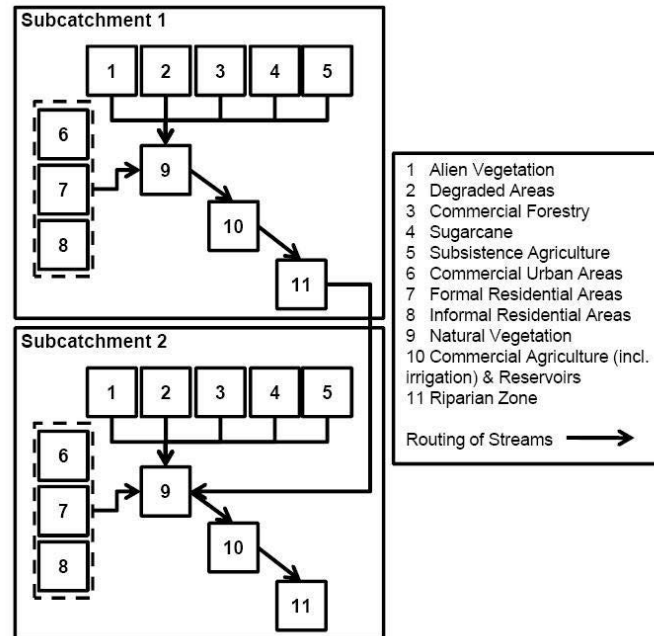 Subcatchment 1
1 2 3 4 5
6
7
8
9
10
11
Subcatchment 2
1 2 3 4 5
6
7
8
9
10
11
1 Alien Vegetation
2 Degraded Areas
3 Commercial Forestry
4 Sugarcane
5 Subsistence Agriculture
6 Commercial Urban Areas
7 Formal Residential Areas
8 Informal Residential Areas
9 Natural Vegetation
10 Commercial Agriculture (incl.
irrigation) & Reservoirs
11 Riparian Zone
Routing of Streams